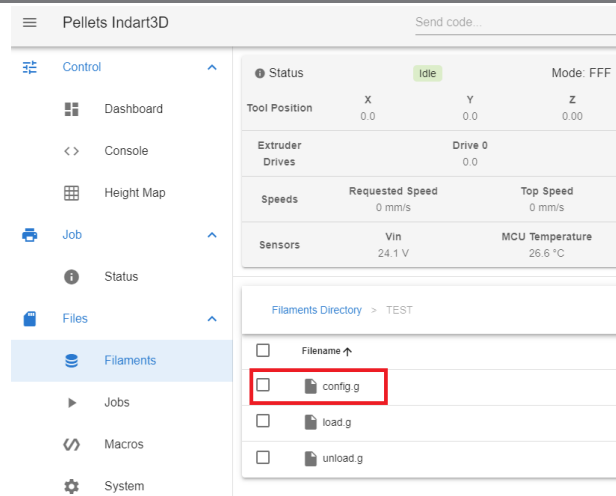 Pellets Indart3D
Send code...
Control
Dashboard
Console
Height Map
Job
Status
Files
Filaments
Jobs
Macros
System
Status Idle Mode: FFF
Tool Position X Y Z
0.0 0.0 0.00
Extruder Drives Drive 0
0.0
Speeds Requested Speed Top Speed
0 mm/s 0 mm/s
Sensors Vin MCU Temperature
24.1 V 26.6 °C
Filaments Directory > TEST
Filename
config.g
load.g
unload.g